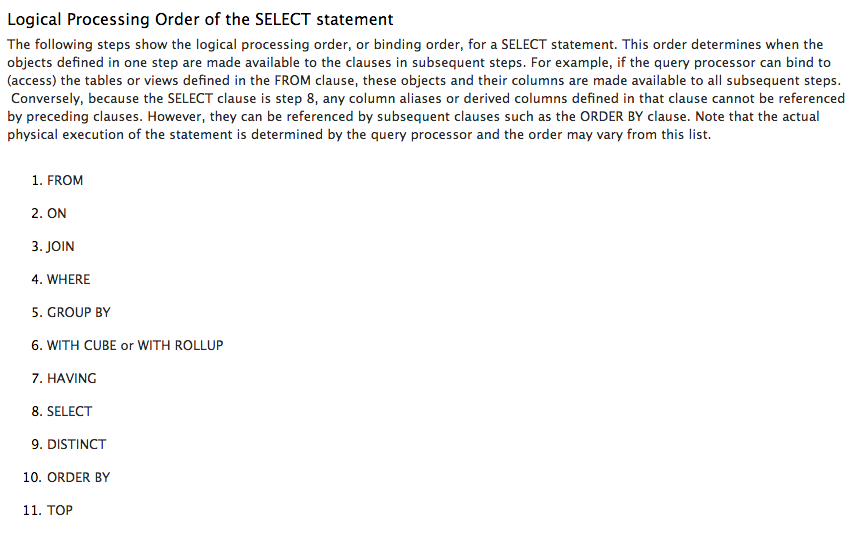 Logical Processing Order of the SELECT statement
The following steps show the logical processing order, or binding order, for a SELECT statement. This order determines when the
objects defined in one step are made available to the clauses in subsequent steps. For example, if the query processor can bind to
(access) the tables or views defined in the FROM clause, these objects and their columns are made available to all subsequent steps.
Conversely, because the SELECT clause is step 8, any column aliases or derived columns defined in that clause cannot be referenced
by preceding clauses. However, they can be referenced by subsequent clauses such as the ORDER BY clause. Note that the actual
physical execution of the statement is determined by the query processor and the order may vary from this list.
1. FROM
2. ON
3. JOIN
4. WHERE
5. GROUP BY
6. WITH CUBE or WITH ROLLUP
7. HAVING
8. SELECT
9. DISTINCT
10. ORDER BY
11. TOP